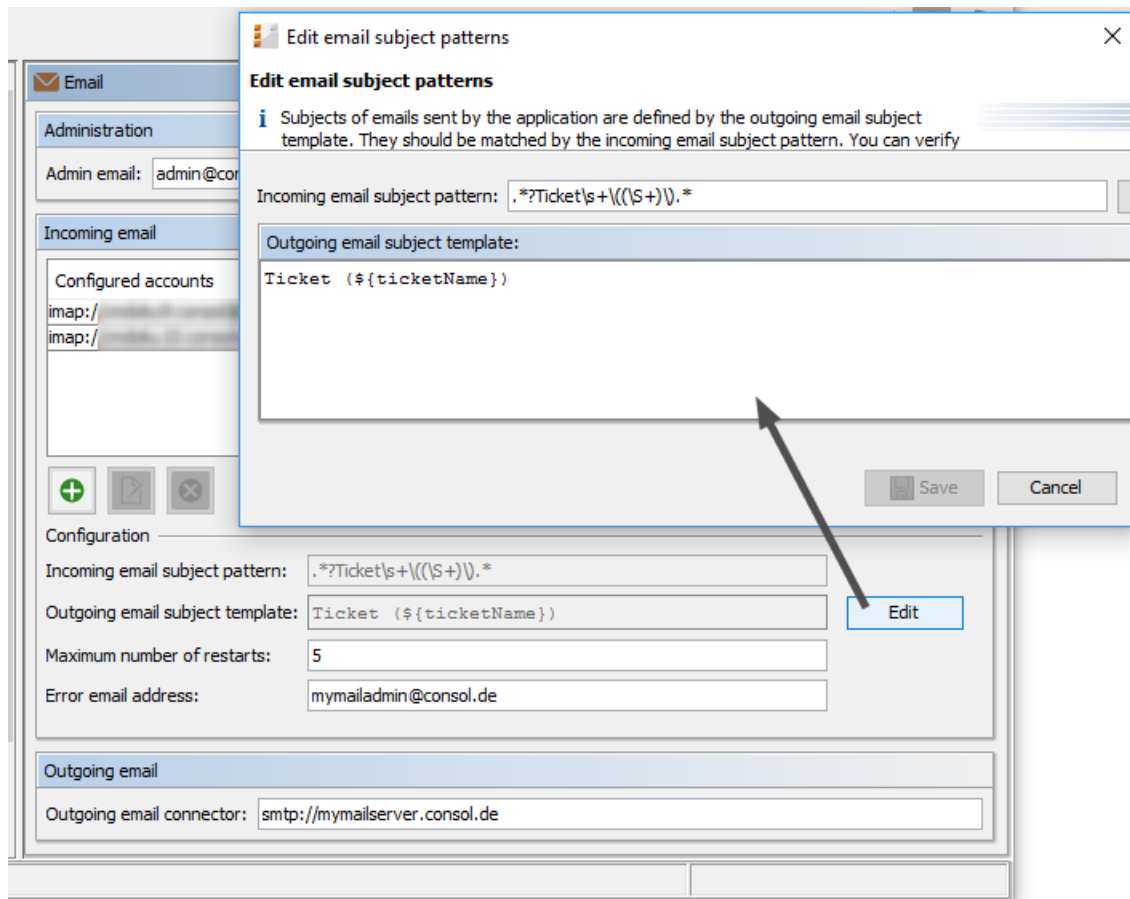 Edit email subject patterns
Edit email subject patterns
i Subjects of emails sent by the application are defined by the outgoing email subject
template. They should be matched by the incoming email subject pattern. You can verify
Incoming email subject pattern: .*?Ticket\s+\((\S+)\).*
Outgoing email subject template:
Ticket (${ticketName})
Save Cancel
Email
Administration
Admin email: admin@cor
Incoming email
Configured accounts
imap:/
imap:/
Configuration
Incoming email subject pattern: .*?Ticket\s+\((\S+)\).*
Outgoing email subject template: Ticket (${ticketName}) Edit
Maximum number of restarts: 5
Error email address: mymailadmin@consol.de
Outgoing email
Outgoing email connector: smtp://mymailserver.consol.de